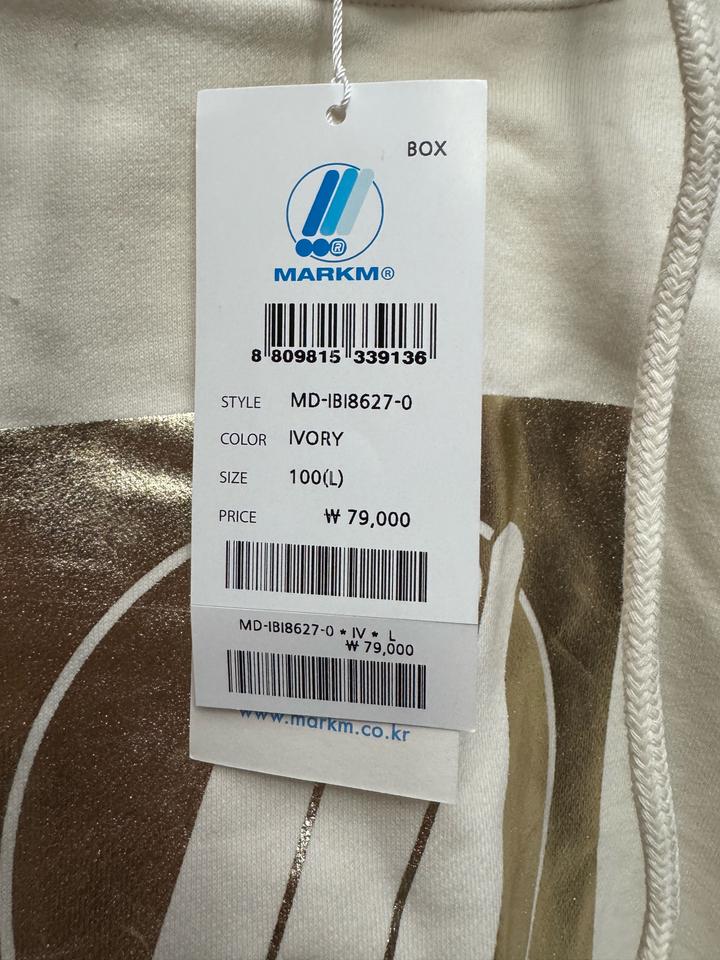 BOX
®
MARKM®
8 809815 339136
STYLE MD-IBI8627-0
COLOR IVORY
SIZE 100(L)
PRICE ₩ 79,000
MD-IBI8627-0 * IV * L
₩ 79,000
www.markm.co.kr